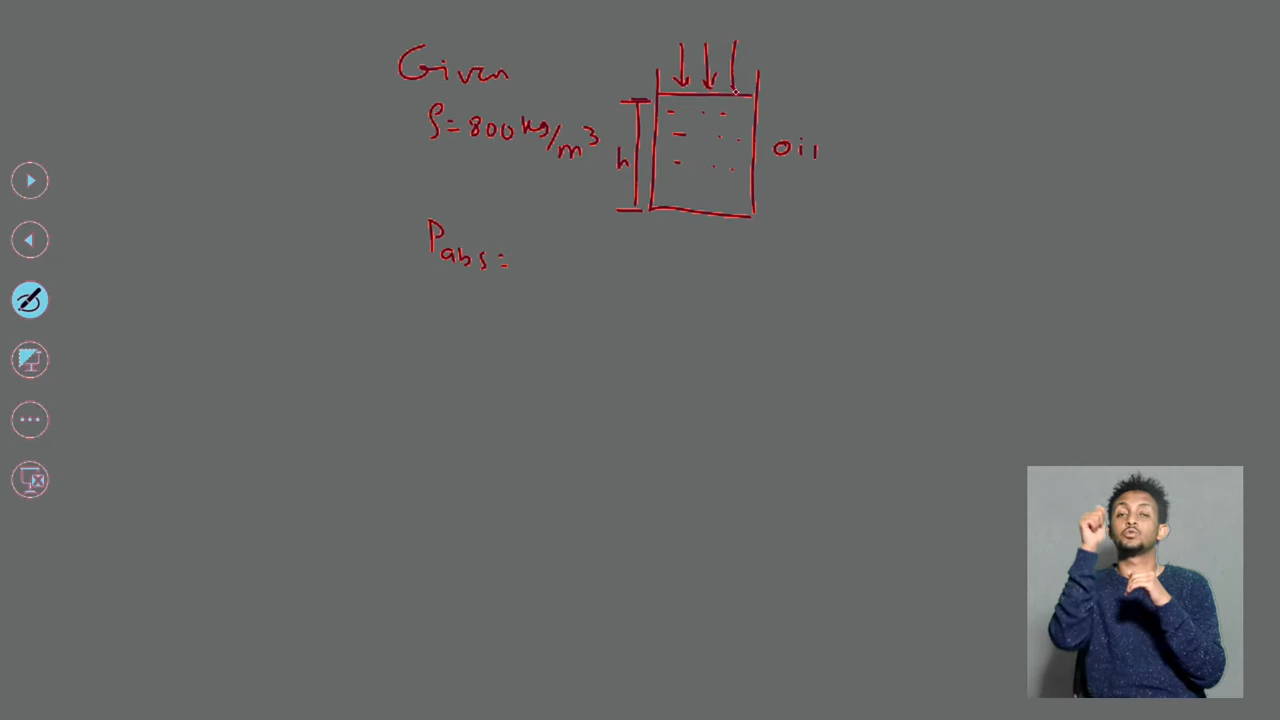 Given
ρ=800 kg/m³
h
Oil
Pabs=